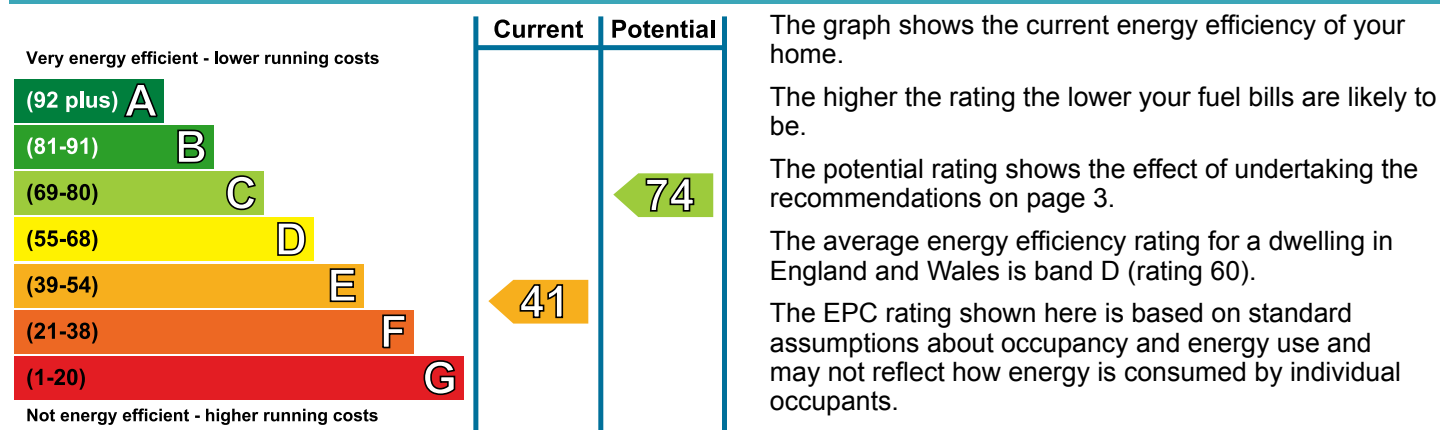 Current Potential
Very energy efficient - lower running costs
(92 plus) A
(81-91) B
(69-80) C
74
(55-68) D
(39-54) E
41
(21-38) F
(1-20) G
Not energy efficient - higher running costs
The graph shows the current energy efficiency of your
home.
The higher the rating the lower your fuel bills are likely to
be.
The potential rating shows the effect of undertaking the
recommendations on page 3.
The average energy efficiency rating for a dwelling in
England and Wales is band D (rating 60).
The EPC rating shown here is based on standard
assumptions about occupancy and energy use and
may not reflect how energy is consumed by individual
occupants.